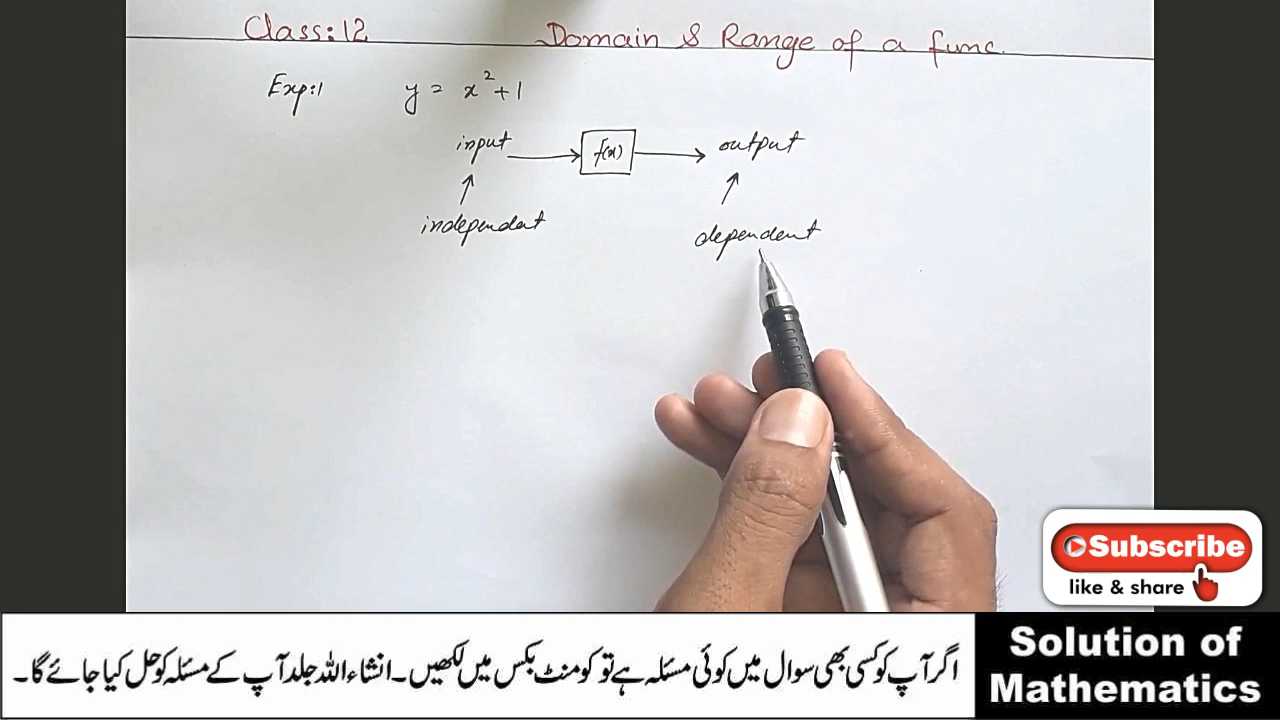 Class:12 Domain & Range of a func.
Exp:1 y = x²+1
input → f(x) → output
↑ ↑
independent dependent
Subscribe
like & share
اگر آپ کو کسی بھی سوال میں کوئی مسئلہ ہے تو کومنٹ بکس میں لکھیں۔ انشاء اللہ جلد آپ کے مسئلہ کو حل کیا جائے گا۔
Solution of
Mathematics